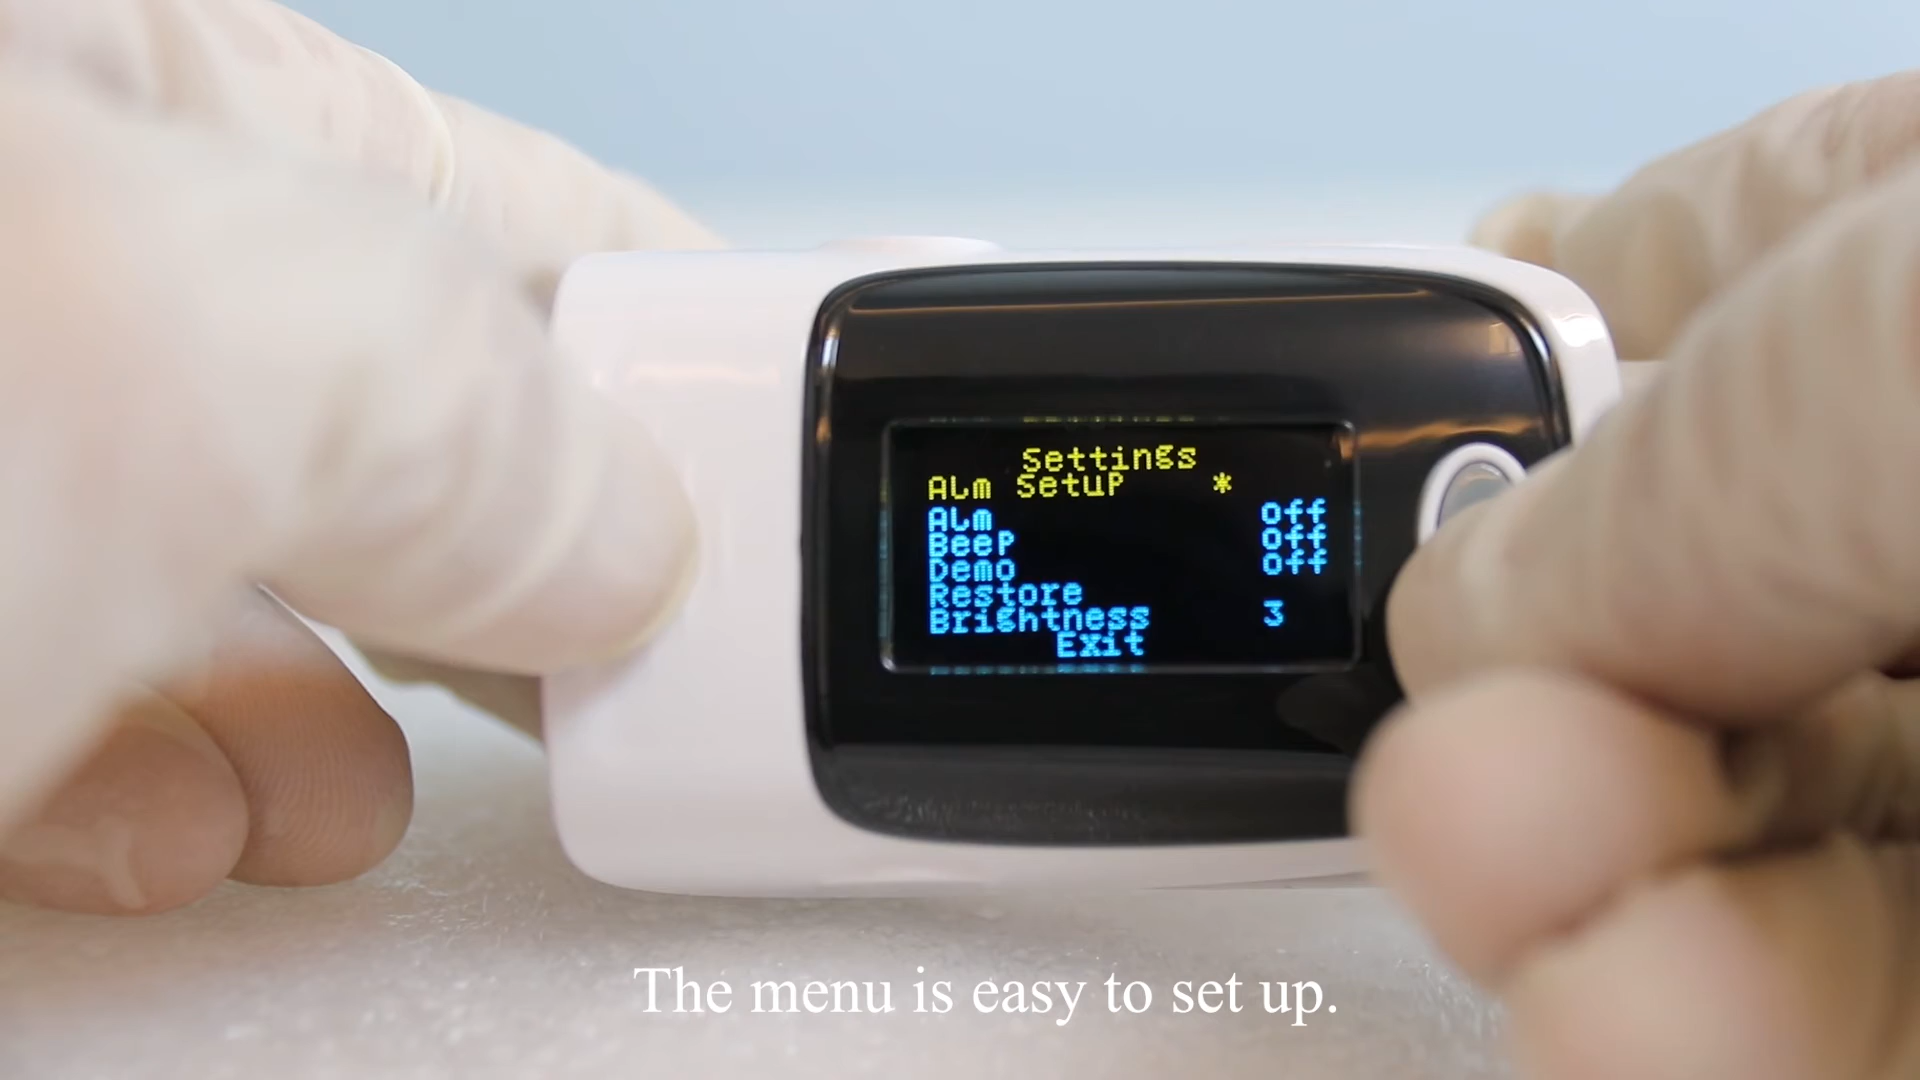 Settings
Alm Setup *
Alm Off
Beep Off
Demo Off
Restore
Brightness 3
Exit
The menu is easy to set up.